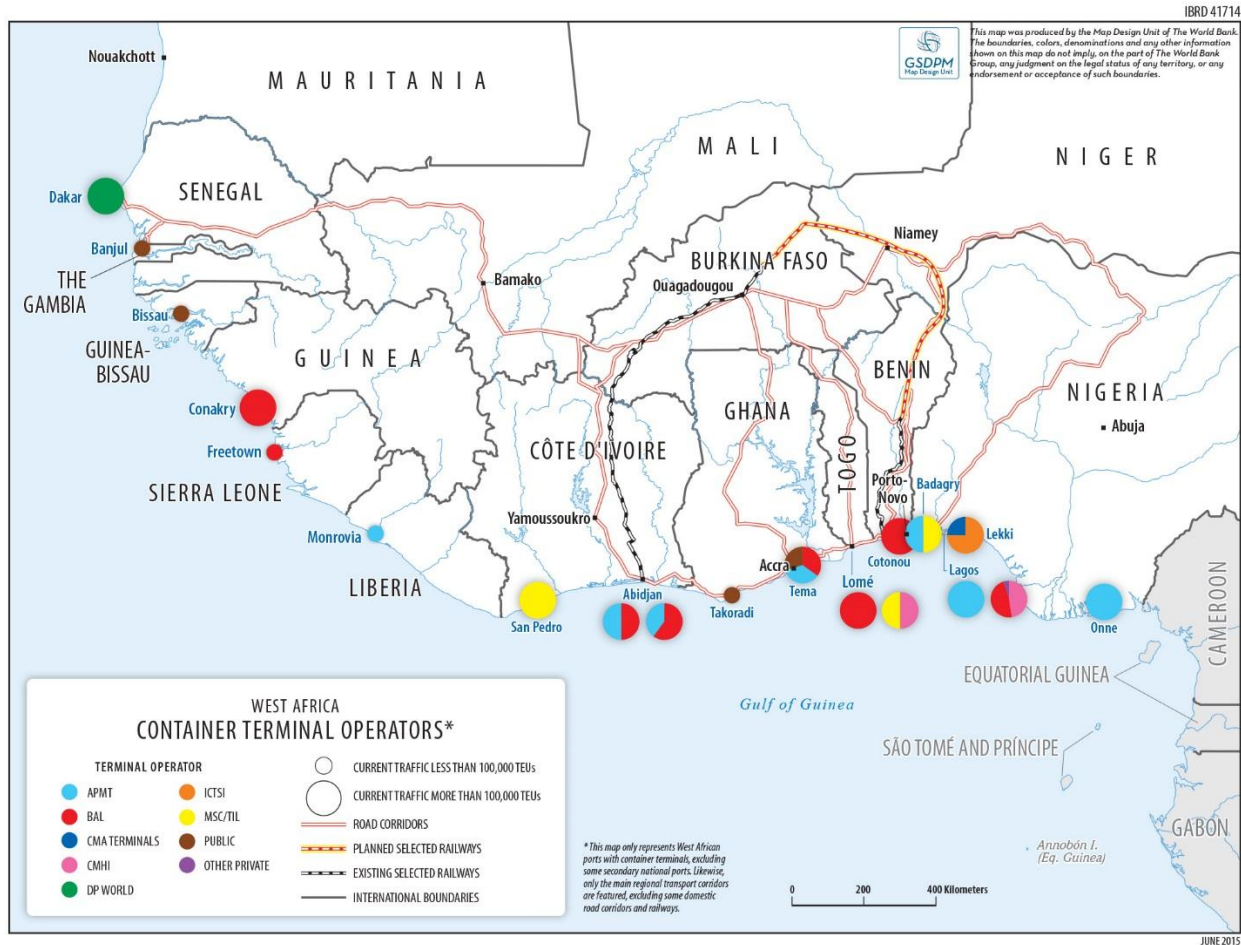 IBRD 41714
GSDPM
Map Design Unit
This map was produced by the Map Design Unit of The World Bank.
The boundaries, colors, denominations and any other information
shown on this map do not imply, on the part of The World Bank
Group, any judgment on the legal status of any territory, or any
endorsement or acceptance of such boundaries.
Nouakchott
MAURITANIA
MALI
NIGER
Dakar
SENEGAL
Banjul
THE
GAMBIA
Niamey
BURKINA FASO
Ouagadougou
Bamako
Bissau
GUINEA-
BISSAU
GUINEA
BENIN
NIGERIA
Abuja
GHANA
Conakry
Freetown
SIERRA LEONE
CÔTE D'IVOIRE
TOGO
Porto-
Novo
Badagry
Yamoussoukro
Monrovia
LIBERIA
Lekki
Cotonou
Lagos
Accra
Tema
Lomé
Abidjan
Takoradi
San Pedro
Onne
CAMEROON
EQUATORIAL GUINEA
Gulf of Guinea
SÃO TOMÉ AND PRÍNCIPE
GABON
Annobón I.
(Eq. Guinea)
WEST AFRICA
CONTAINER TERMINAL OPERATORS*
TERMINAL OPERATOR
APMT
BAL
CMA TERMINALS
CMHI
DP WORLD
ICTSI
MSC/TIL
PUBLIC
OTHER PRIVATE
CURRENT TRAFFIC LESS THAN 100,000 TEUs
CURRENT TRAFFIC MORE THAN 100,000 TEUs
ROAD CORRIDORS
PLANNED SELECTED RAILWAYS
EXISTING SELECTED RAILWAYS
INTERNATIONAL BOUNDARIES
* This map only represents West African
ports with container terminals, excluding
some secondary national ports. Likewise,
only the main regional transport corridors
are featured, excluding some domestic
road corridors and railways.
0 200 400 Kilometers
JUNE 2015